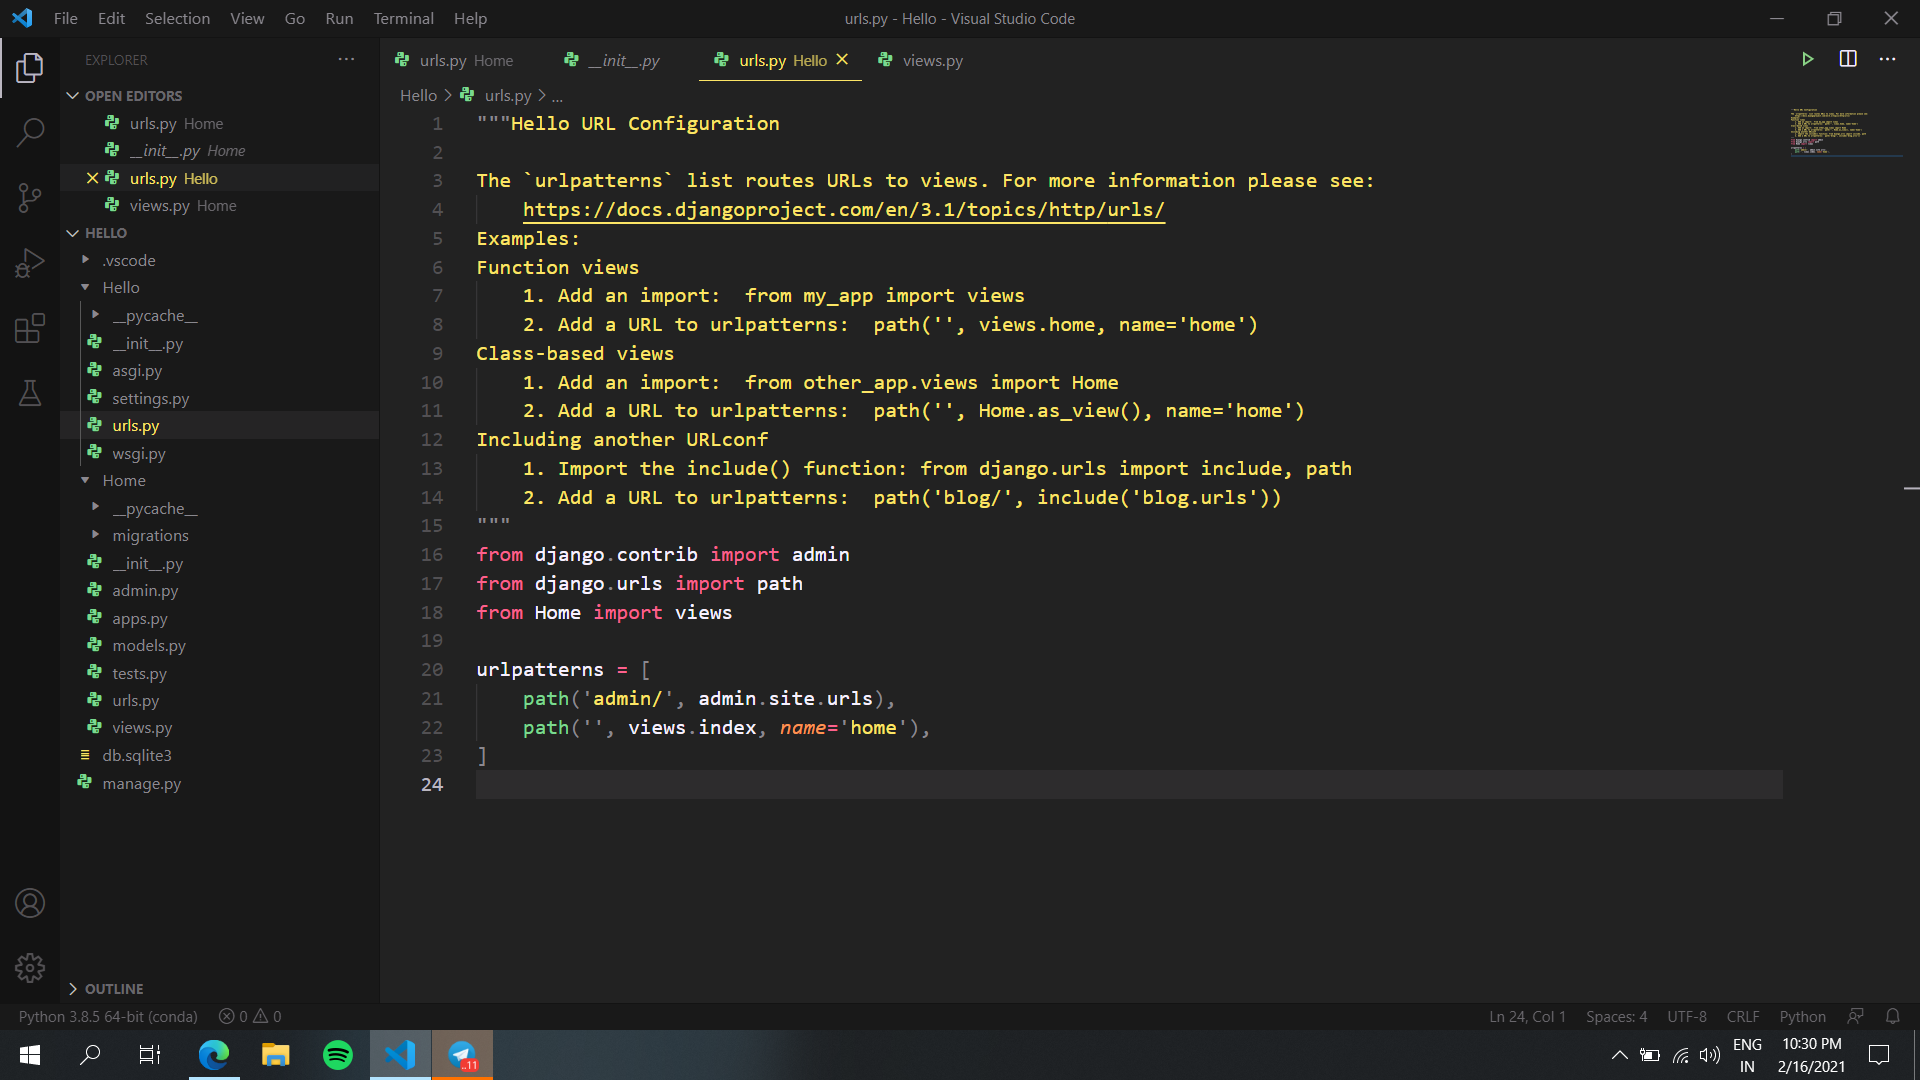 File Edit Selection View Go Run Terminal Help
urls.py - Hello - Visual Studio Code
EXPLORER
OPEN EDITORS
urls.py Home
__init__.py Home
urls.py Hello
views.py Home
HELLO
.vscode
Hello
__pycache__
__init__.py
asgi.py
settings.py
urls.py
wsgi.py
Home
__pycache__
migrations
__init__.py
admin.py
apps.py
models.py
tests.py
urls.py
views.py
db.sqlite3
manage.py
OUTLINE
urls.py Home
__init__.py
urls.py Hello
views.py
Hello > urls.py > ...
1 """Hello URL Configuration
2
3 The `urlpatterns` list routes URLs to views. For more information please see:
4     https://docs.djangoproject.com/en/3.1/topics/http/urls/
5 Examples:
6 Function views
7     1. Add an import:  from my_app import views
8     2. Add a URL to urlpatterns:  path('', views.home, name='home')
9 Class-based views
10     1. Add an import:  from other_app.views import Home
11     2. Add a URL to urlpatterns:  path('', Home.as_view(), name='home')
12 Including another URLconf
13     1. Import the include() function: from django.urls import include, path
14     2. Add a URL to urlpatterns:  path('blog/', include('blog.urls'))
15 """
16 from django.contrib import admin
17 from django.urls import path
18 from Home import views
19
20 urlpatterns = [
21     path('admin/', admin.site.urls),
22     path('', views.index, name='home'),
23 ]
24
Python 3.8.5 64-bit (conda) 0 0
Ln 24, Col 1 Spaces: 4 UTF-8 CRLF Python
..11
ENG
IN
10:30 PM
2/16/2021